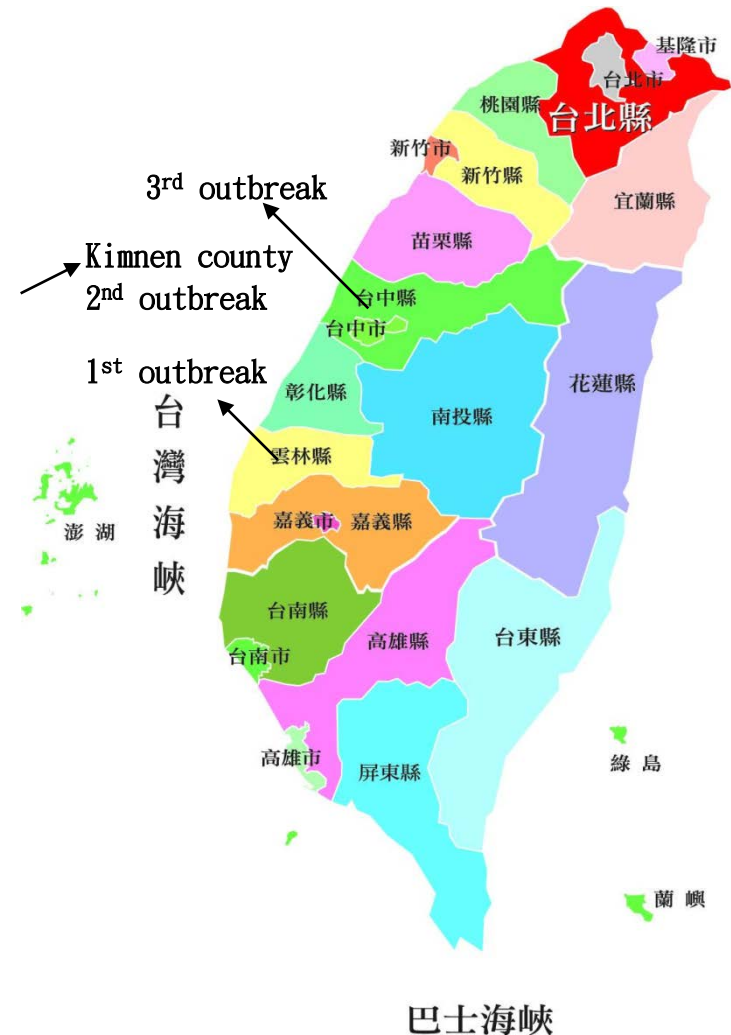 基隆市
台北市
台北縣
桃園縣
新竹市
新竹縣
宜蘭縣
3rd outbreak
苗栗縣
Kimnen county
2nd outbreak
台中縣
台中市
1st outbreak
彰化縣
南投縣
花蓮縣
台灣海峽
雲林縣
澎湖
嘉義市
嘉義縣
台南縣
台南市
高雄縣
台東縣
高雄市
屏東縣
綠島
蘭嶼
巴士海峽